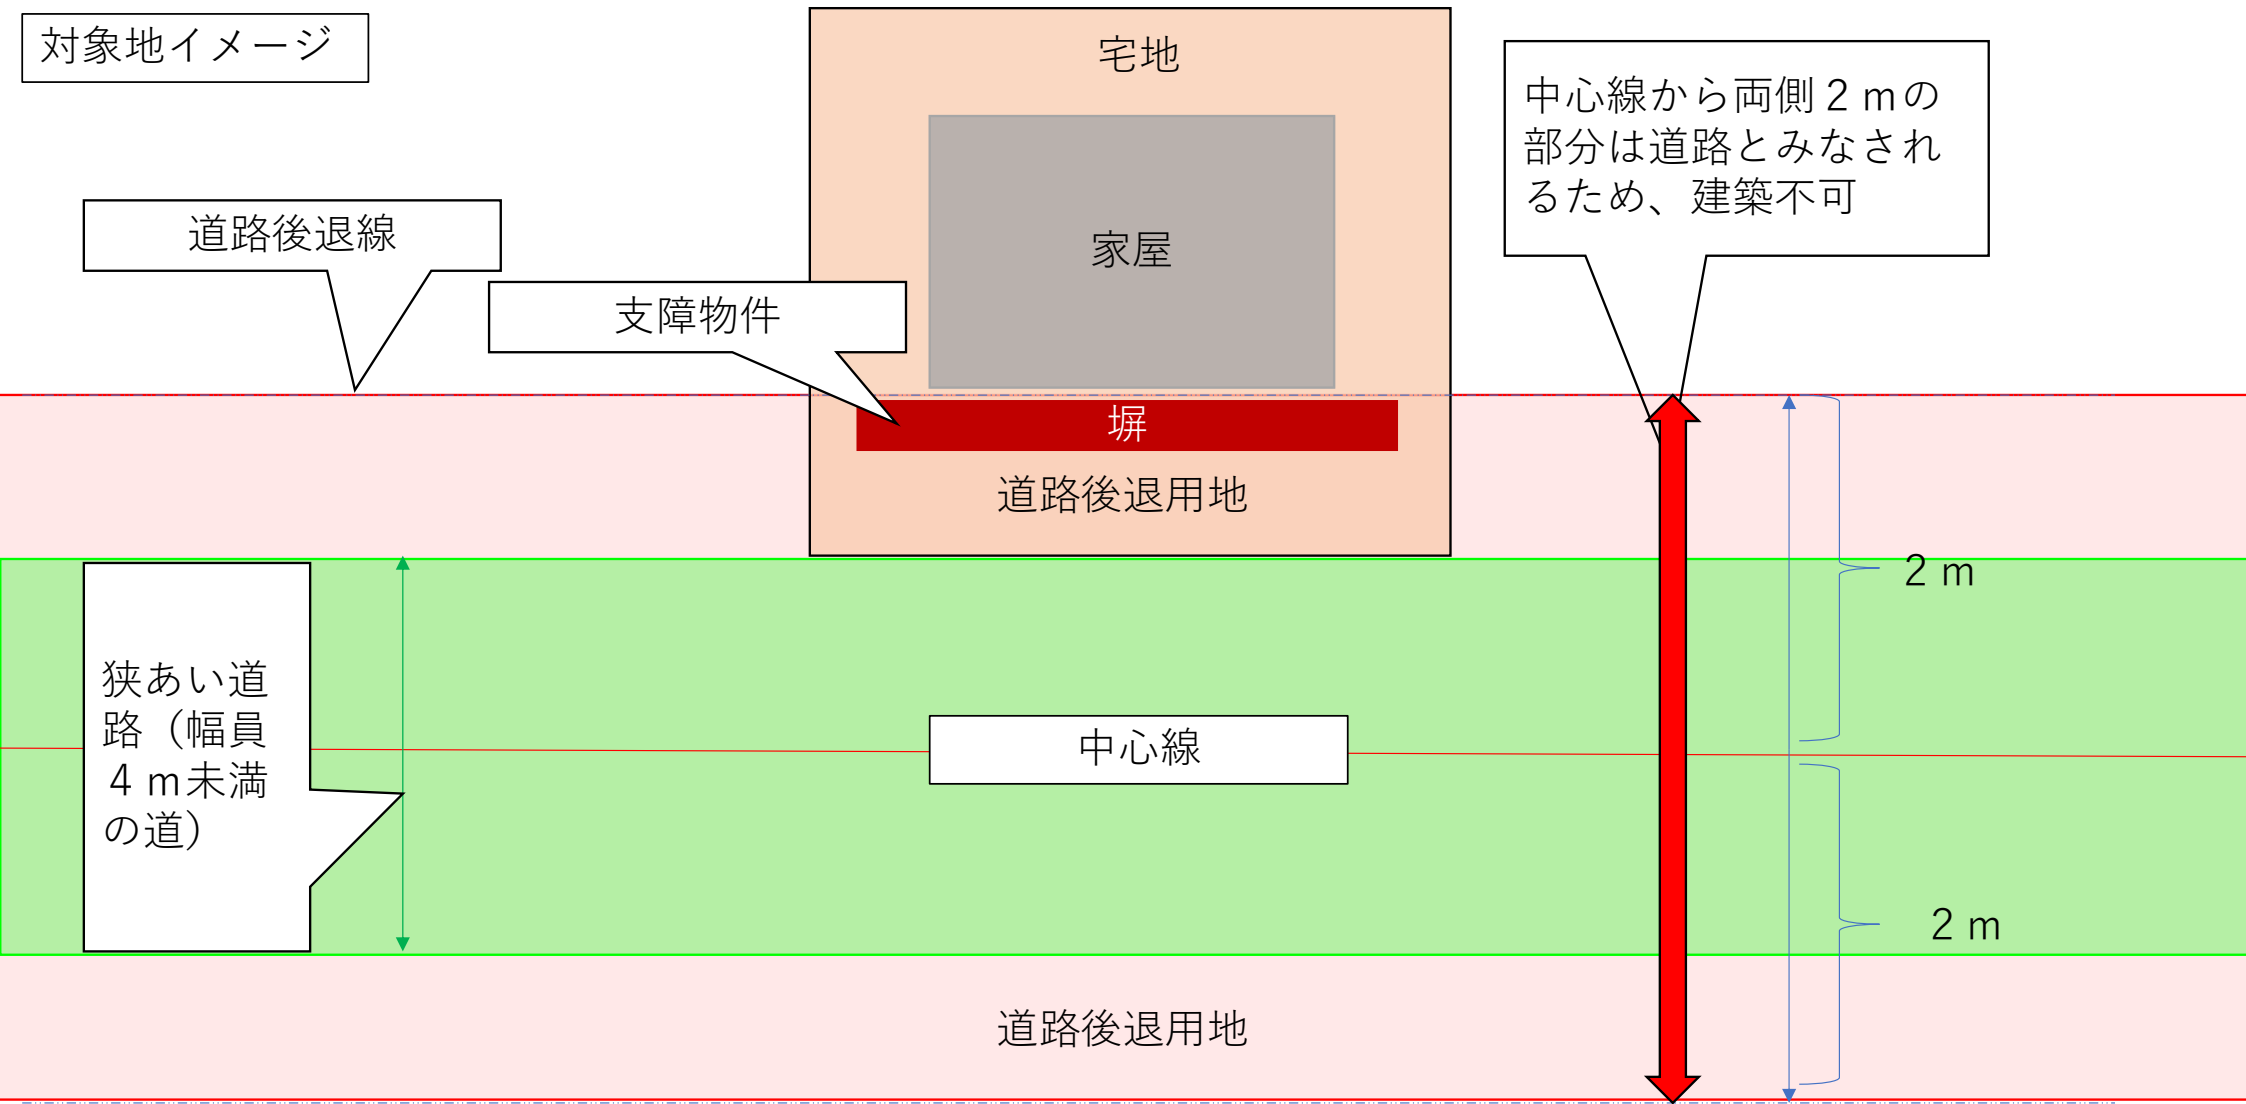 対象地イメージ
宅地
中心線から両側２ｍの
部分は道路とみなされ
るため、建築不可
道路後退線
家屋
支障物件
塀
道路後退用地
２ｍ
狭あい道
路（幅員
４ｍ未満
の道）
中心線
２ｍ
道路後退用地